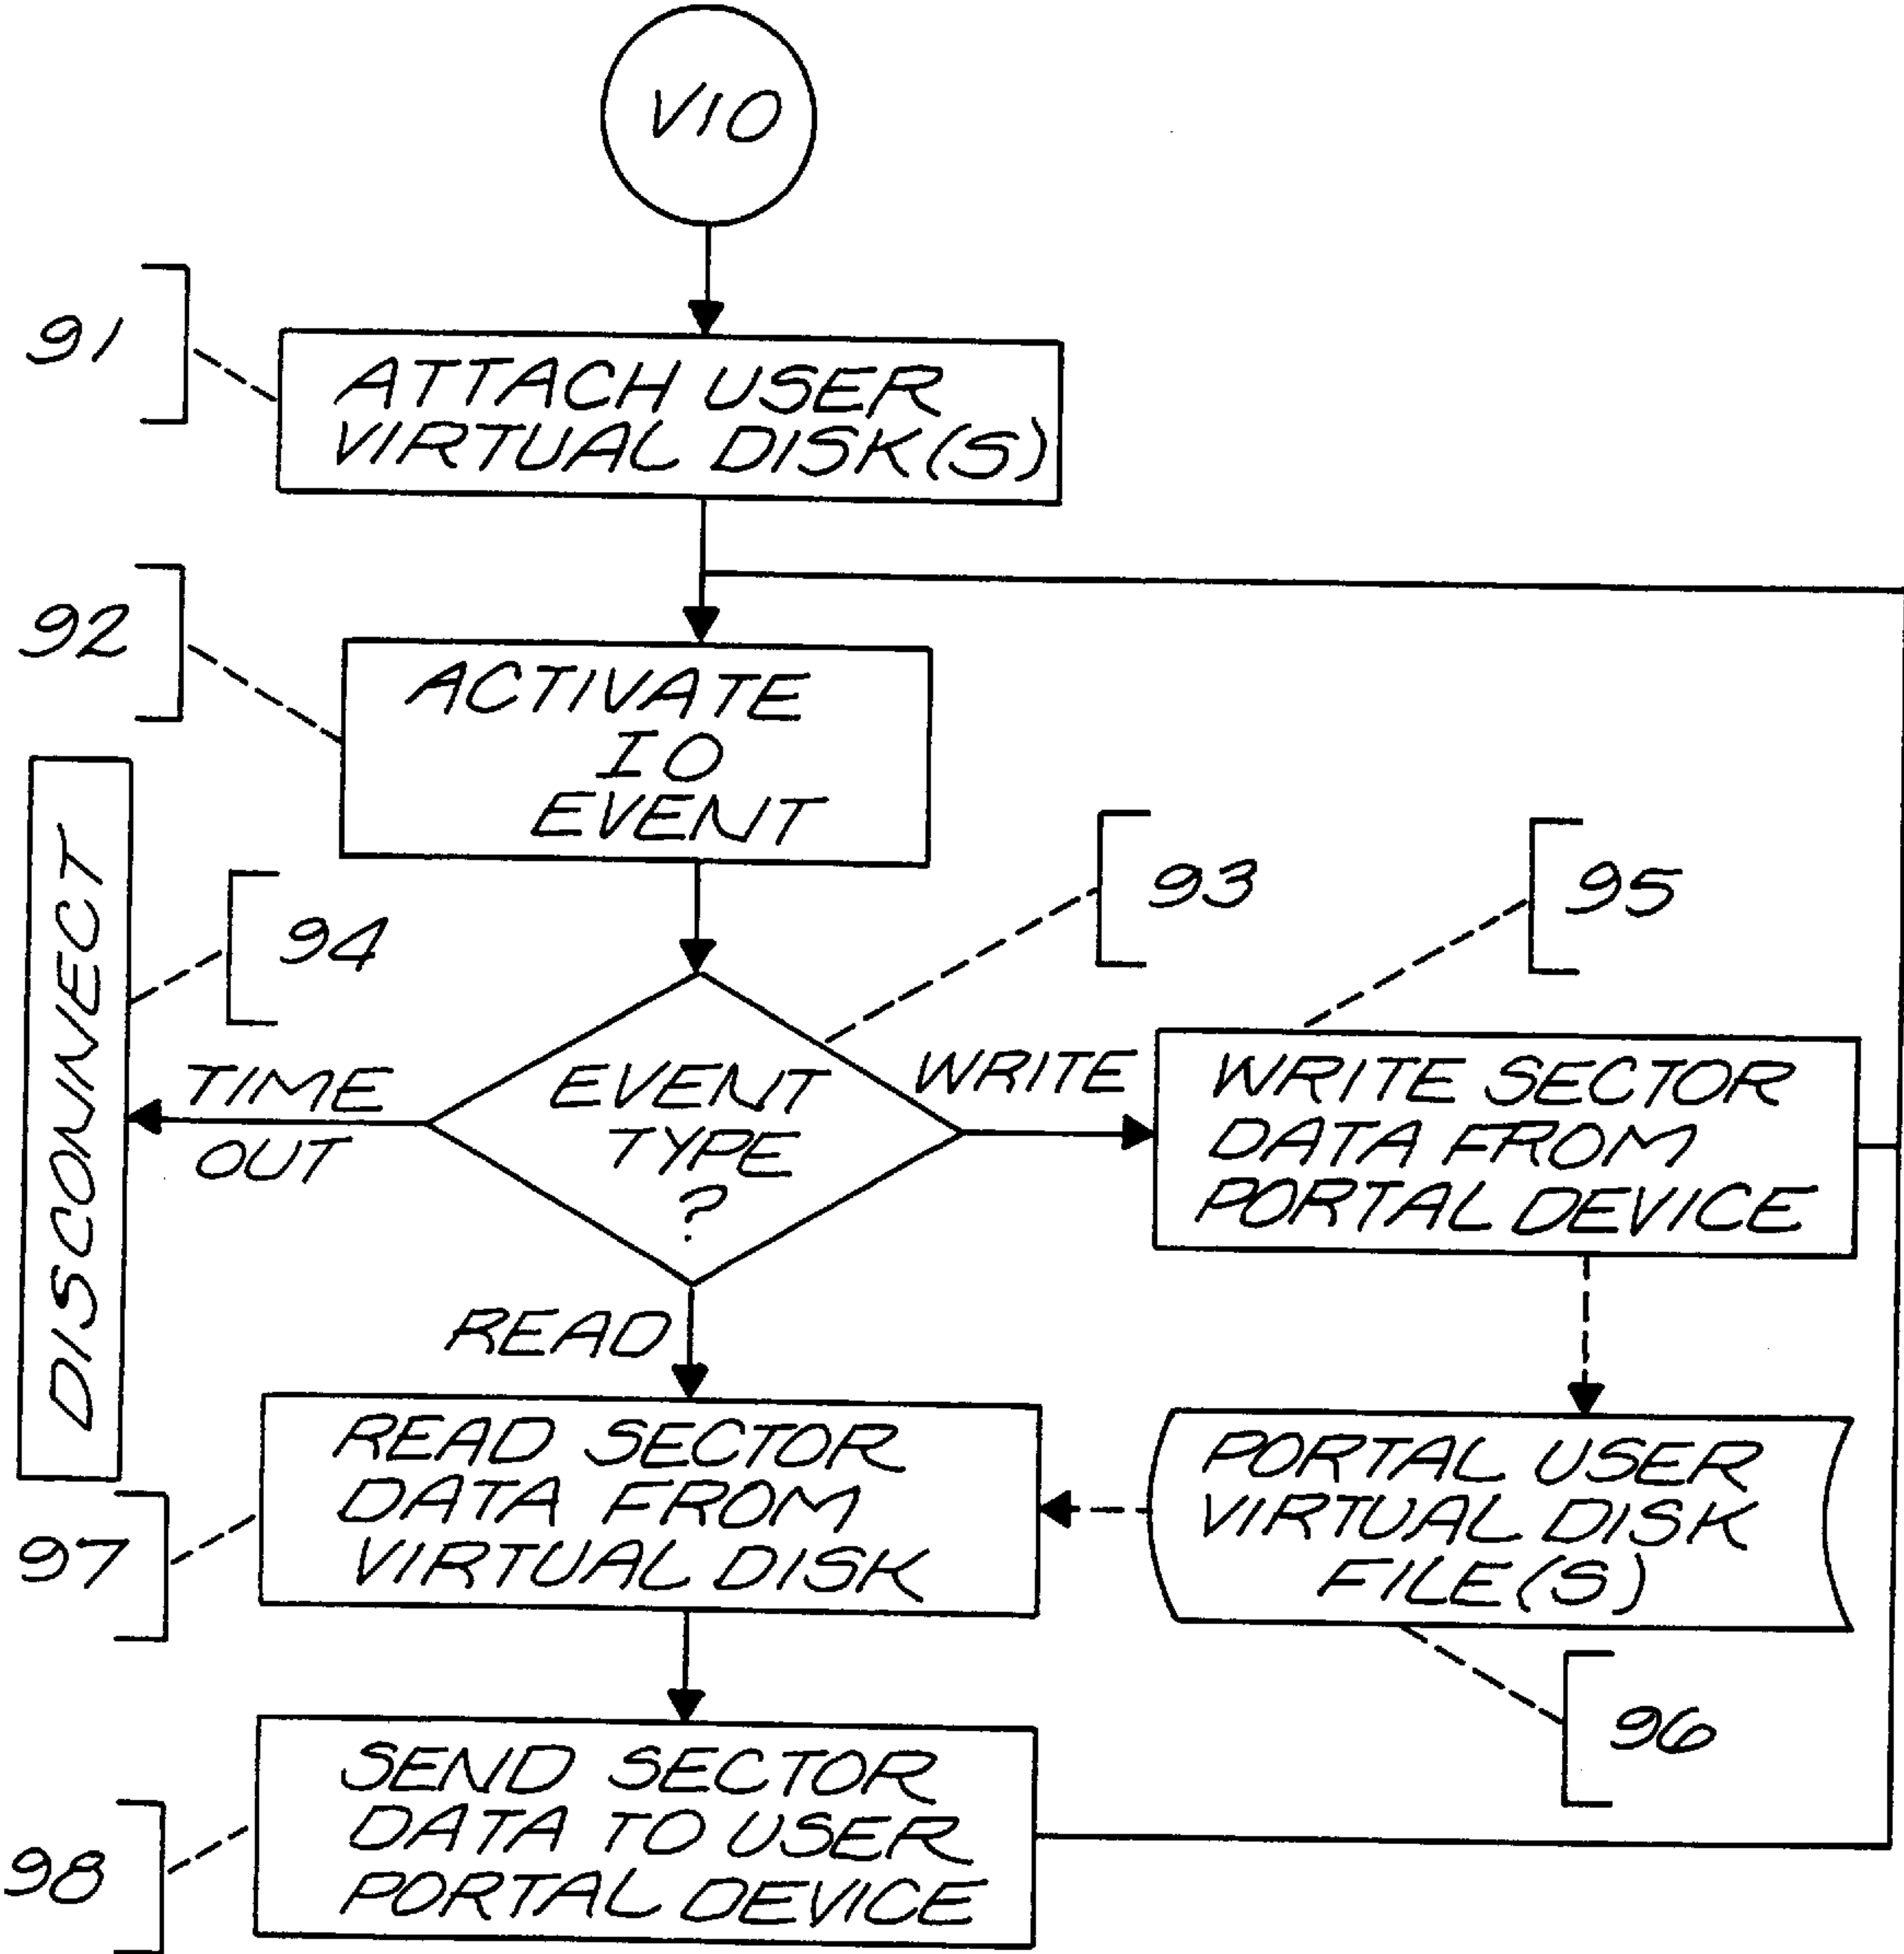 VIO
91
ATTACH USER
VIRTUAL DISK(S)
92
ACTIVATE
IO
EVENT
93
95
94
DISCONNECT
TIME
OUT
EVENT
TYPE
?
WRITE
WRITE SECTOR
DATA FROM
PORTAL DEVICE
READ
READ SECTOR
DATA FROM
VIRTUAL DISK
PORTAL USER
VIRTUAL DISK
FILE(S)
97
96
SEND SECTOR
DATA TO USER
PORTAL DEVICE
98